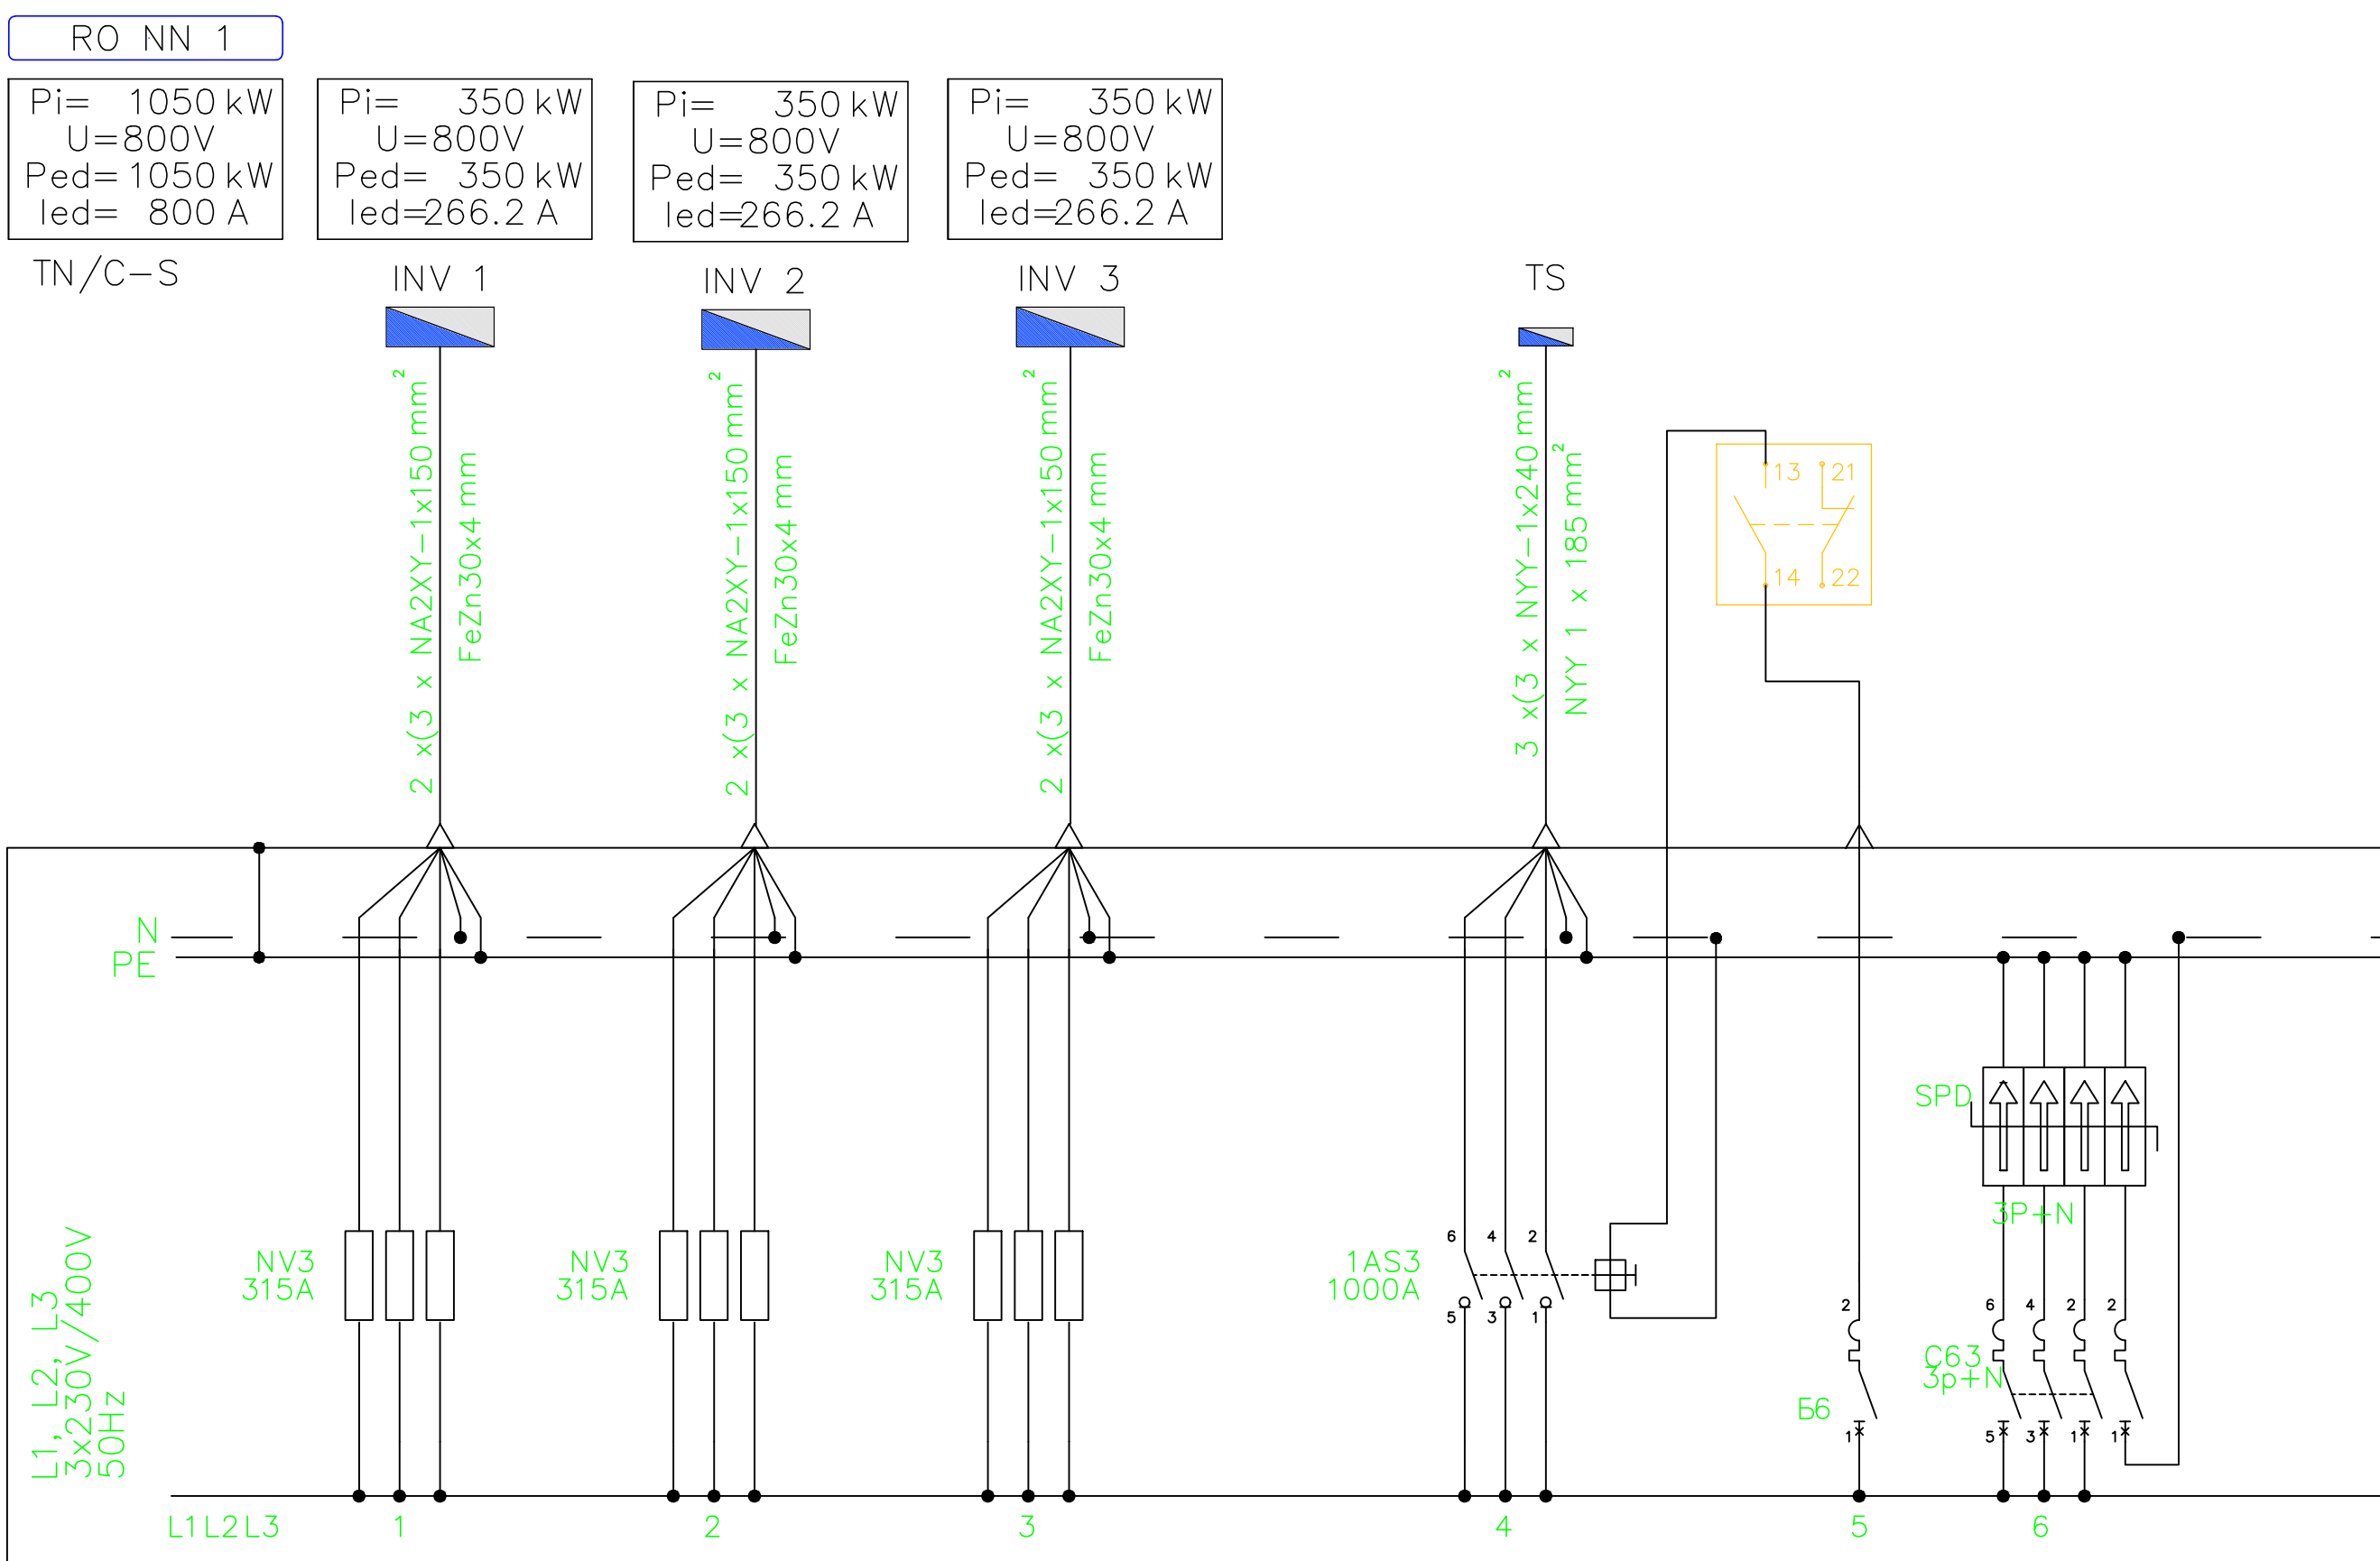 RO NN 1
Pi= 1050 kW
U=800V
Ped= 1050 kW
Ied= 800 A
Pi= 350 kW
U=800V
Ped= 350 kW
Ied=266.2 A
Pi= 350 kW
U=800V
Ped= 350 kW
Ied=266.2 A
Pi= 350 kW
U=800V
Ped= 350 kW
Ied=266.2 A
TN/C-S
INV 1
INV 2
INV 3
TS
2 x(3 x NA2XY-1x150 mm²
FeZn30x4 mm
2 x(3 x NA2XY-1x150 mm²
FeZn30x4 mm
2 x(3 x NA2XY-1x150 mm²
FeZn30x4 mm
3 x(3 x NYY-1x240 mm²
NYY 1 x 185 mm²
13 21
14 22
N
PE
SPD
3P+N
NV3
315A
NV3
315A
NV3
315A
6 4 2
1AS3
1000A
5 3 1
2
Б6
1
6 4 2 2
C63
3p+N
5 3 1 1
L1, L2, L3
3x230V/400V
50Hz
L1 L2 L3
1
2
3
4
5
6